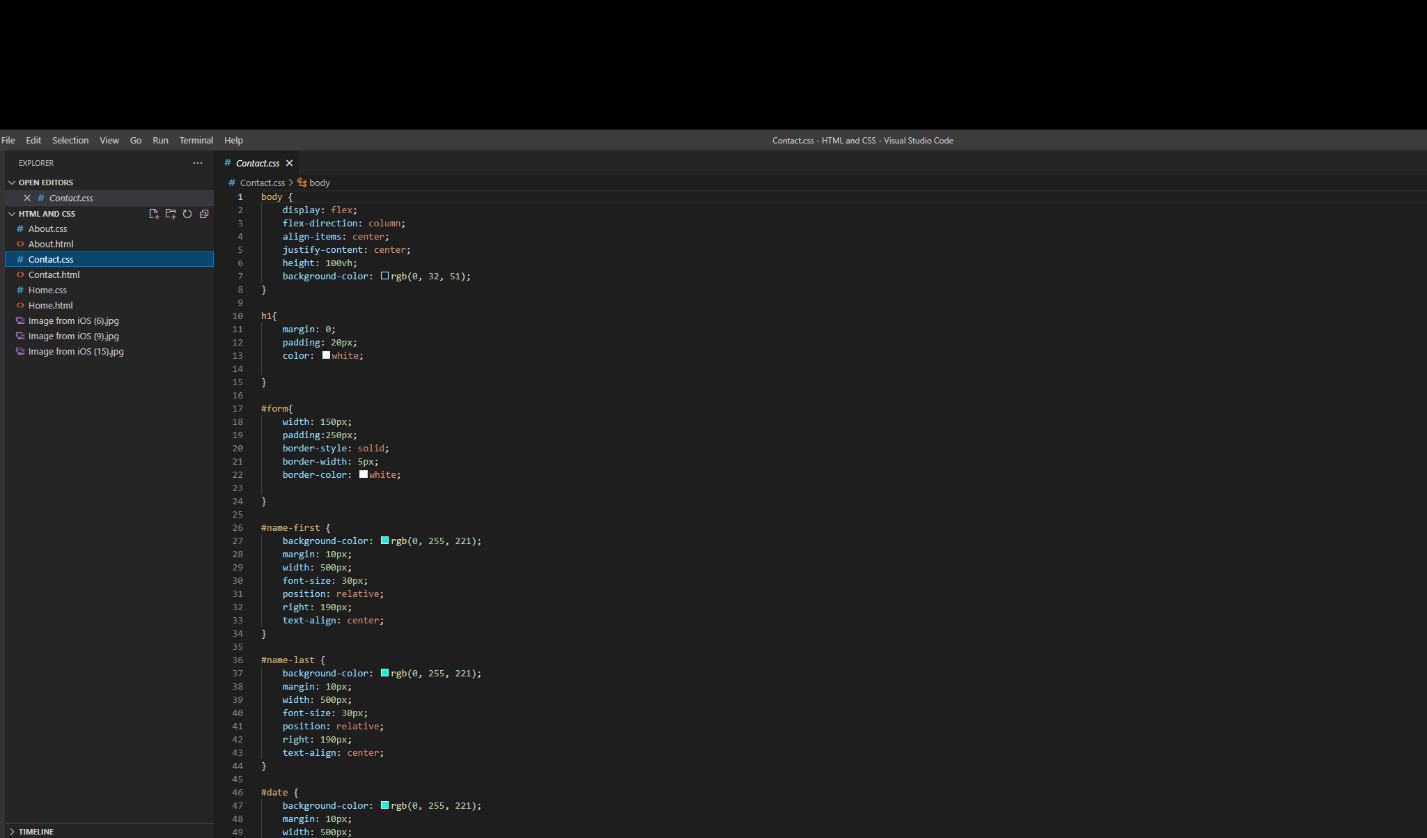 File Edit Selection View Go Run Terminal Help
Contact.css - HTML and CSS - Visual Studio Code
EXPLORER
OPEN EDITORS
# Contact.css
HTML AND CSS
# About.css
<> About.html
# Contact.css
<> Contact.html
# Home.css
<> Home.html
Image from iOS (6).jpg
Image from iOS (9).jpg
Image from iOS (15).jpg
TIMELINE
# Contact.css
# Contact.css > body
1 body {
2 display: flex;
3 flex-direction: column;
4 align-items: center;
5 justify-content: center;
6 height: 100vh;
7 background-color: rgb(0, 32, 51);
8 }
9
10 h1{
11 margin: 0;
12 padding: 20px;
13 color: white;
14
15 }
16
17 #form{
18 width: 150px;
19 padding:250px;
20 border-style: solid;
21 border-width: 5px;
22 border-color: white;
23
24 }
25
26 #name-first {
27 background-color: rgb(0, 255, 221);
28 margin: 10px;
29 width: 500px;
30 font-size: 30px;
31 position: relative;
32 right: 190px;
33 text-align: center;
34 }
35
36 #name-last {
37 background-color: rgb(0, 255, 221);
38 margin: 10px;
39 width: 500px;
40 font-size: 30px;
41 position: relative;
42 right: 190px;
43 text-align: center;
44 }
45
46 #date {
47 background-color: rgb(0, 255, 221);
48 margin: 10px;
49 width: 500px;